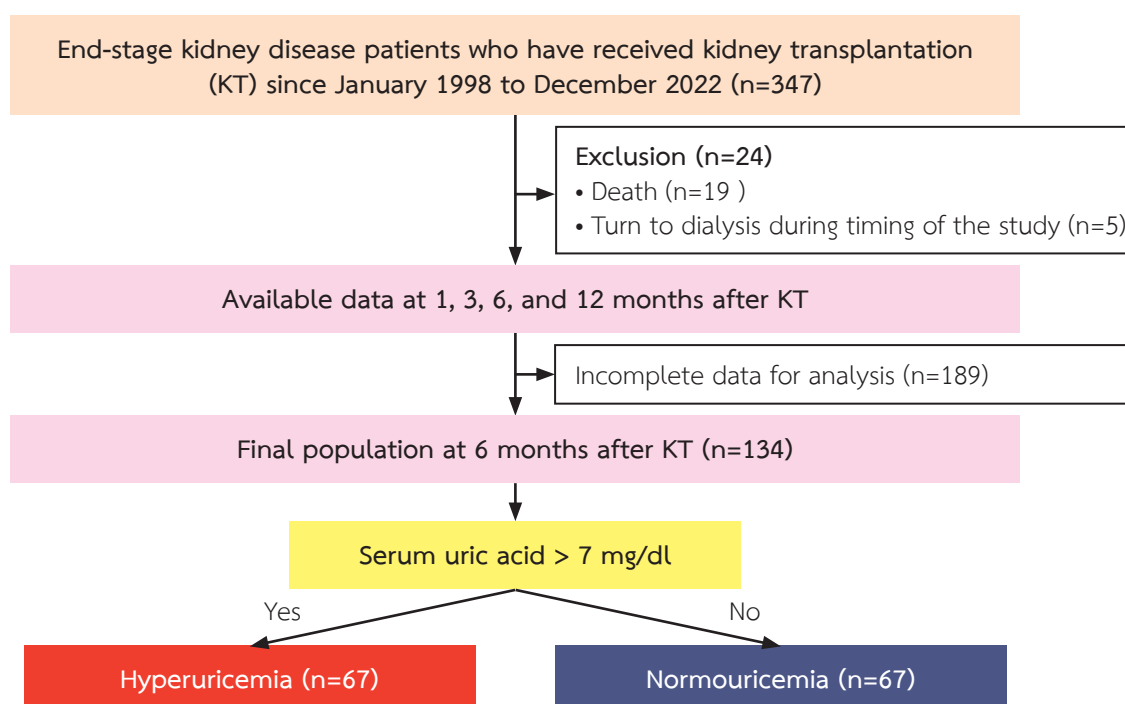 End-stage kidney disease patients who have received kidney transplantation
(KT) since January 1998 to December 2022 (n=347)
Exclusion (n=24)
• Death (n=19 )
• Turn to dialysis during timing of the study (n=5)
Available data at 1, 3, 6, and 12 months after KT
Incomplete data for analysis (n=189)
Final population at 6 months after KT (n=134)
Serum uric acid > 7 mg/dl
Yes
No
Hyperuricemia (n=67)
Normouricemia (n=67)